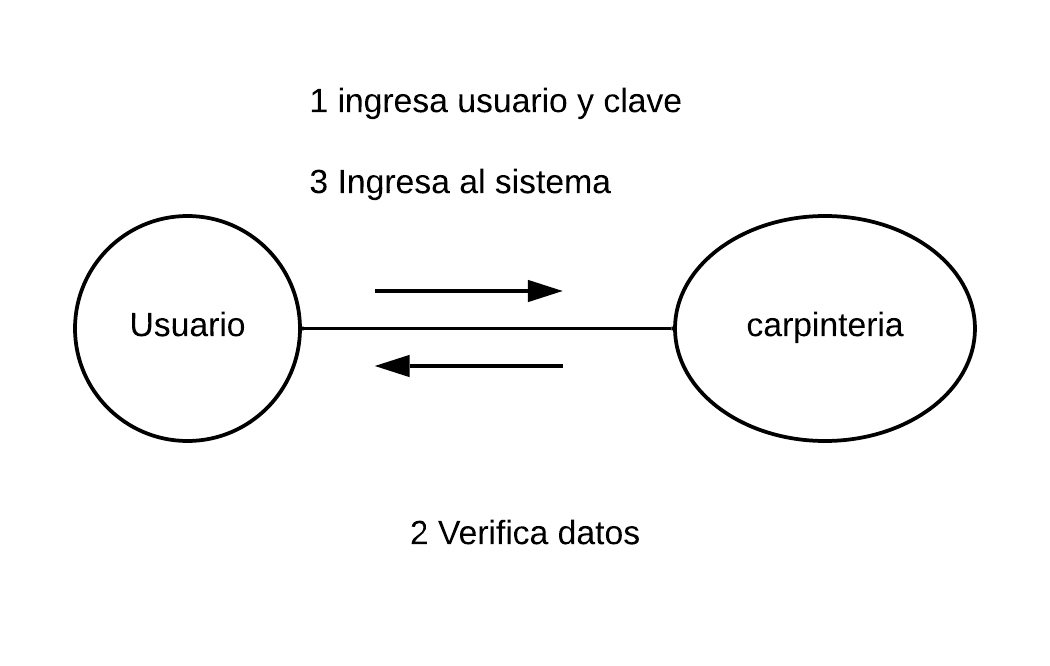 1 ingresa usuario y clave
3 Ingresa al sistema
Usuario
carpinteria
2 Verifica datos